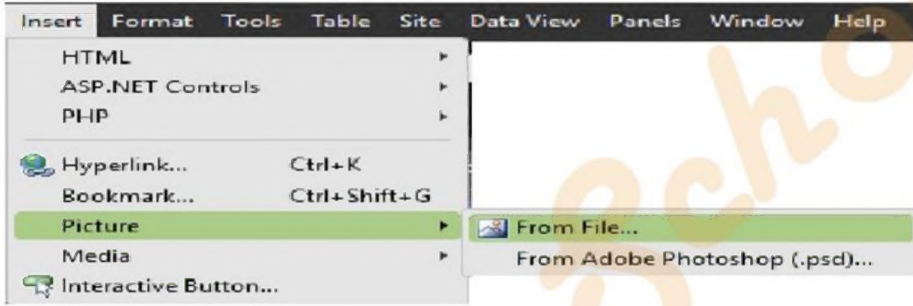 Insert Format Tools Table Site Data View Panels Window Help
HTML
ASP.NET Controls
PHP
Hyperlink... Ctrl+K
Bookmark... Ctrl+Shift+G
Picture
From File...
Media
From Adobe Photoshop (.psd)...
Interactive Button...
Scho